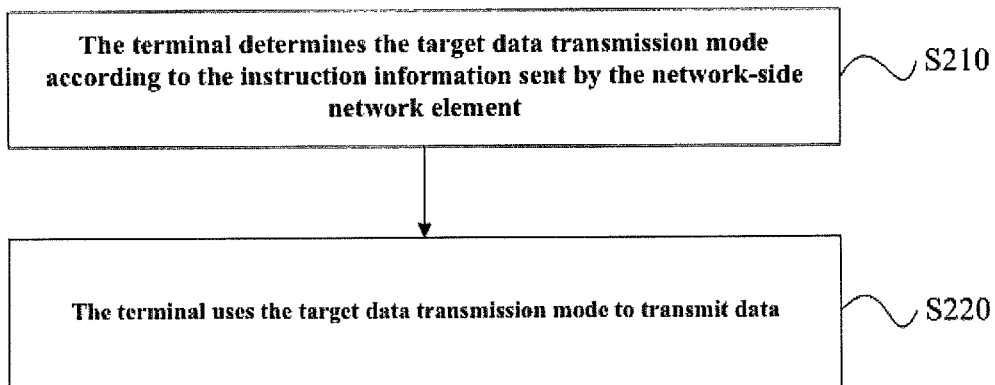 The terminal determines the target data transmission mode
according to the instruction information sent by the network-side
network element
S210
The terminal uses the target data transmission mode to transmit data
S220